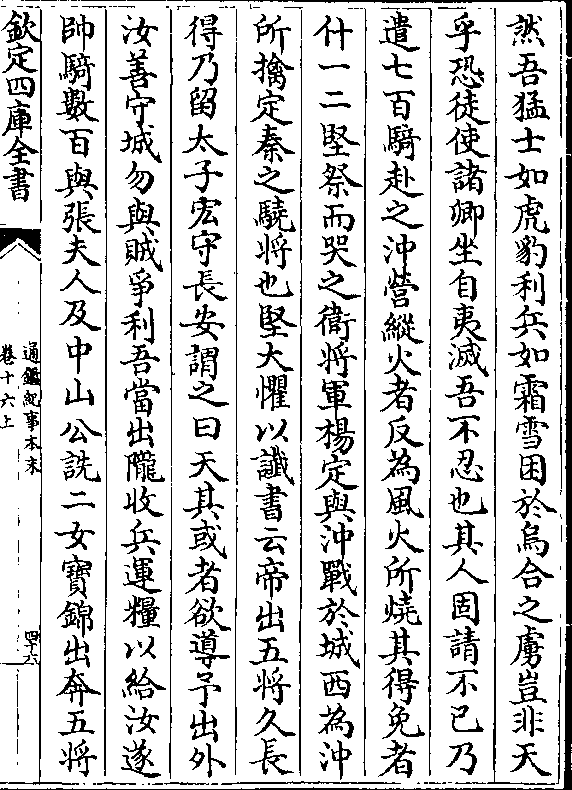 然吾猛士如虎豹利兵如霜雪困於烏合之虜豈非天
乎恐徒使諸卿坐自夷滅吾不忍也其人固請不已乃
遣七百騎赴之沖營縱火者反為風火所燒其得免者
什一二堅祭而哭之衛將軍楊定與沖戰於城西為沖
所擒定秦之驍將也堅大懼以讖書云帝出五將久長
得乃留太子宏守長安謂之曰天其或者欲導予出外
汝善守城勿與賊爭利吾當出隴收兵運糧以給汝遂
帥騎數百與張夫人及中山公詵二女寶錦出奔五將
欽定四庫全書
通鑑紀事本末
卷十六上
四十六